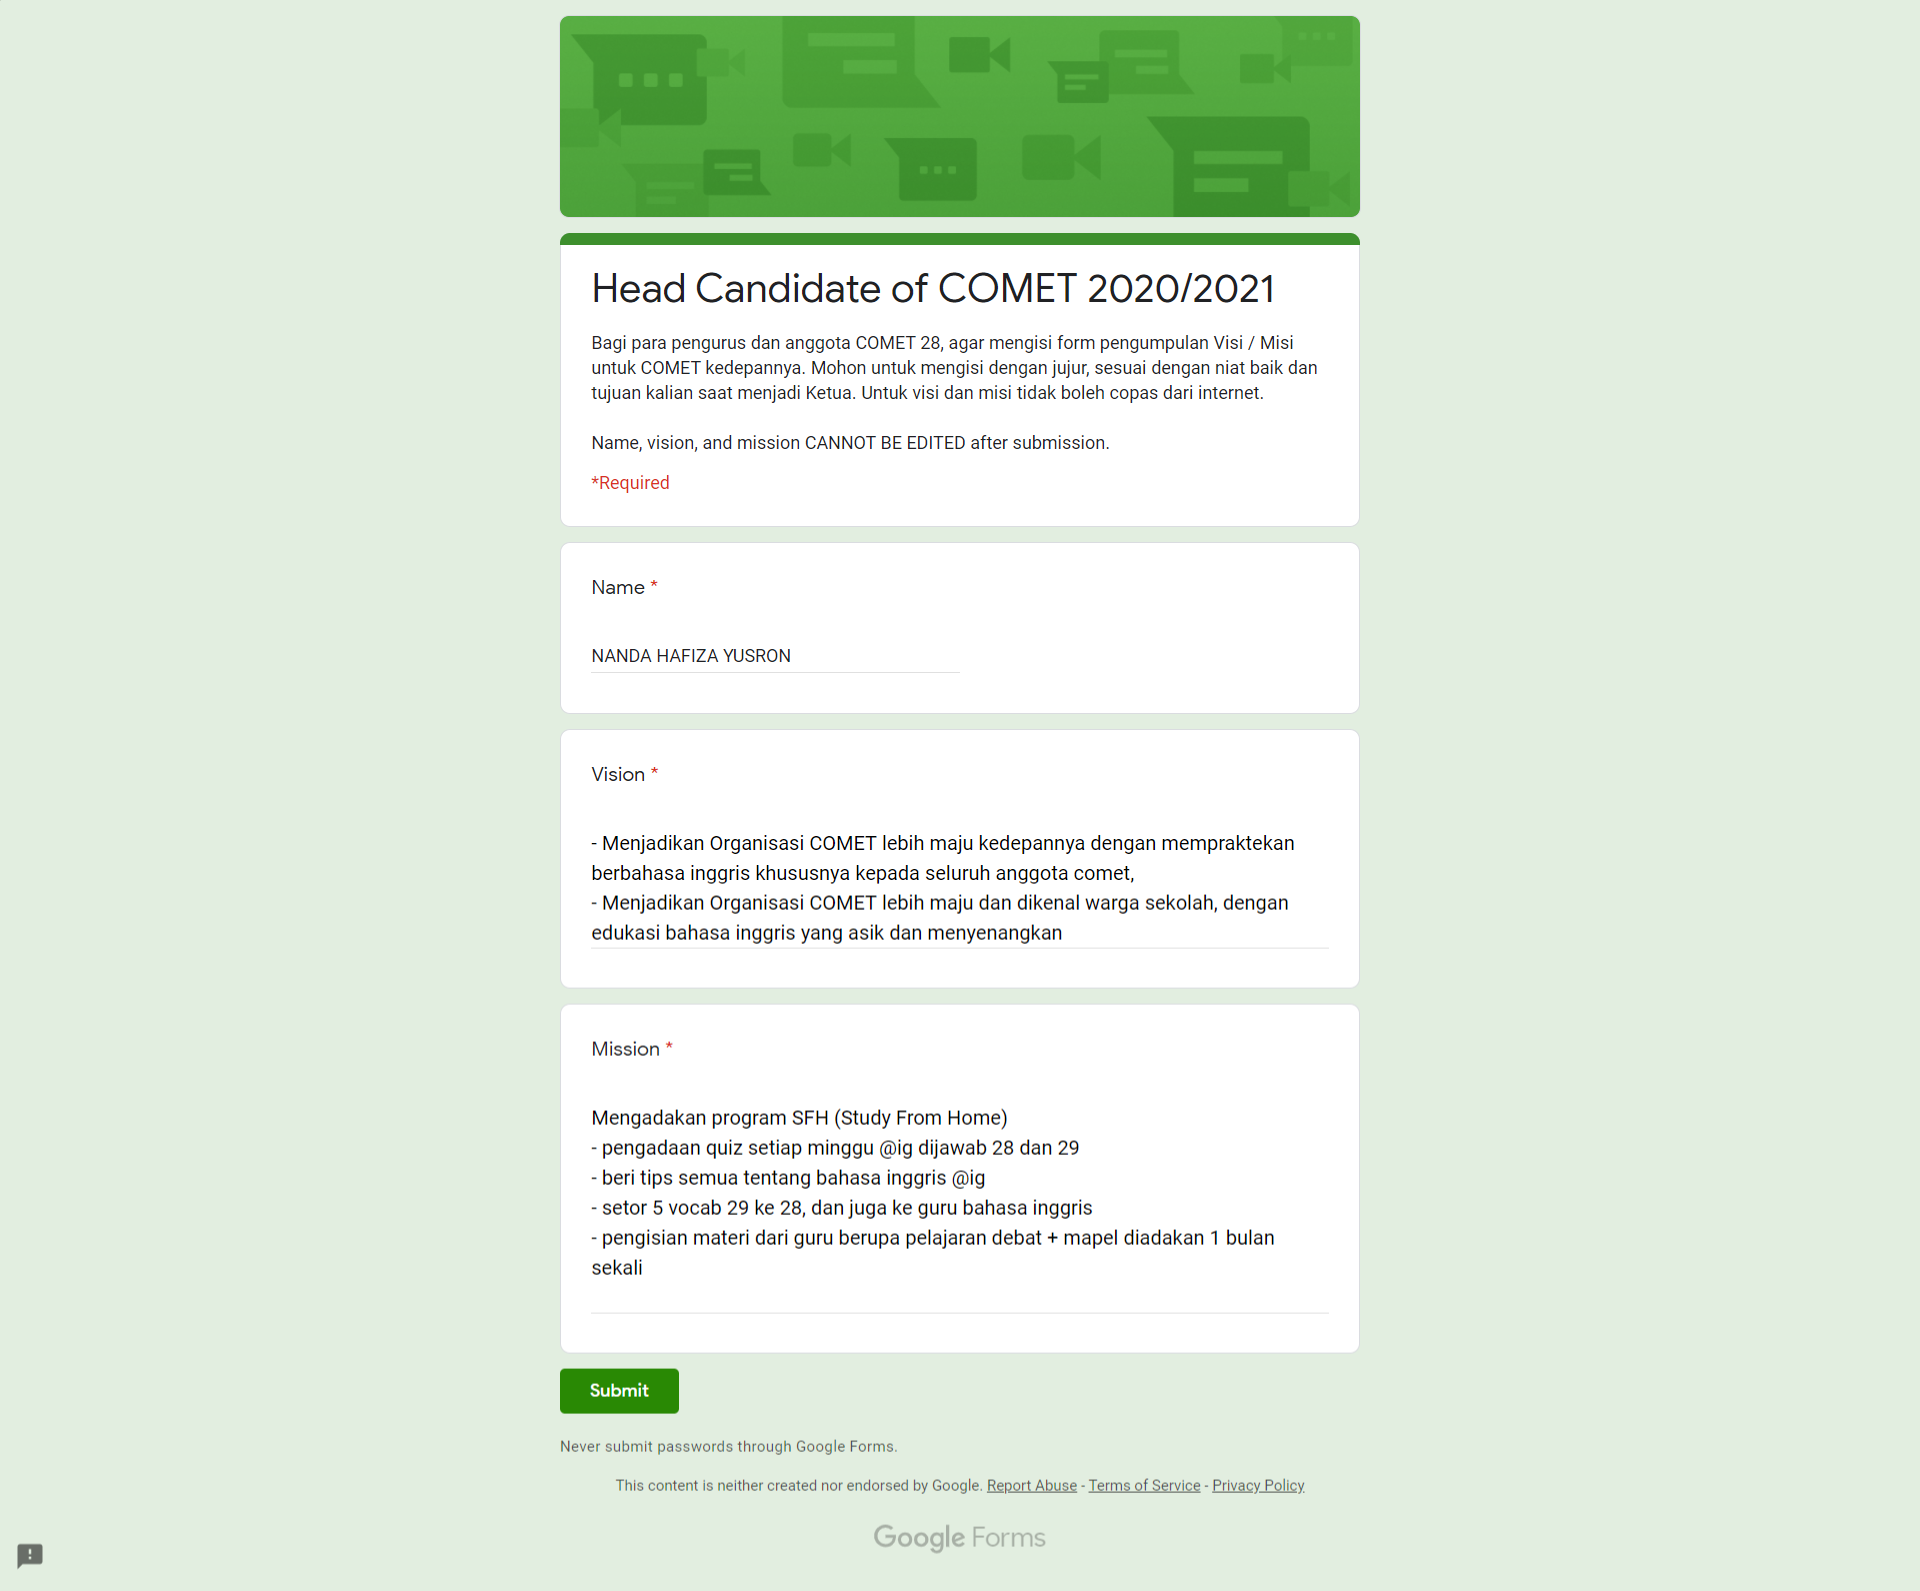 Head Candidate of COMET 2020/2021
Bagi para pengurus dan anggota COMET 28, agar mengisi form pengumpulan Visi / Misi
untuk COMET kedepannya. Mohon untuk mengisi dengan jujur, sesuai dengan niat baik dan
tujuan kalian saat menjadi Ketua. Untuk visi dan misi tidak boleh copas dari internet.
Name, vision, and mission CANNOT BE EDITED after submission.
*Required
Name *
NANDA HAFIZA YUSRON
Vision *
- Menjadikan Organisasi COMET lebih maju kedepannya dengan mempraktekan
berbahasa inggris khususnya kepada seluruh anggota comet,
- Menjadikan Organisasi COMET lebih maju dan dikenal warga sekolah, dengan
edukasi bahasa inggris yang asik dan menyenangkan
Mission *
Mengadakan program SFH (Study From Home)
- pengadaan quiz setiap minggu @ig dijawab 28 dan 29
- beri tips semua tentang bahasa inggris @ig
- setor 5 vocab 29 ke 28, dan juga ke guru bahasa inggris
- pengisian materi dari guru berupa pelajaran debat + mapel diadakan 1 bulan
sekali
Submit
Never submit passwords through Google Forms.
This content is neither created nor endorsed by Google. Report Abuse - Terms of Service - Privacy Policy
Google Forms